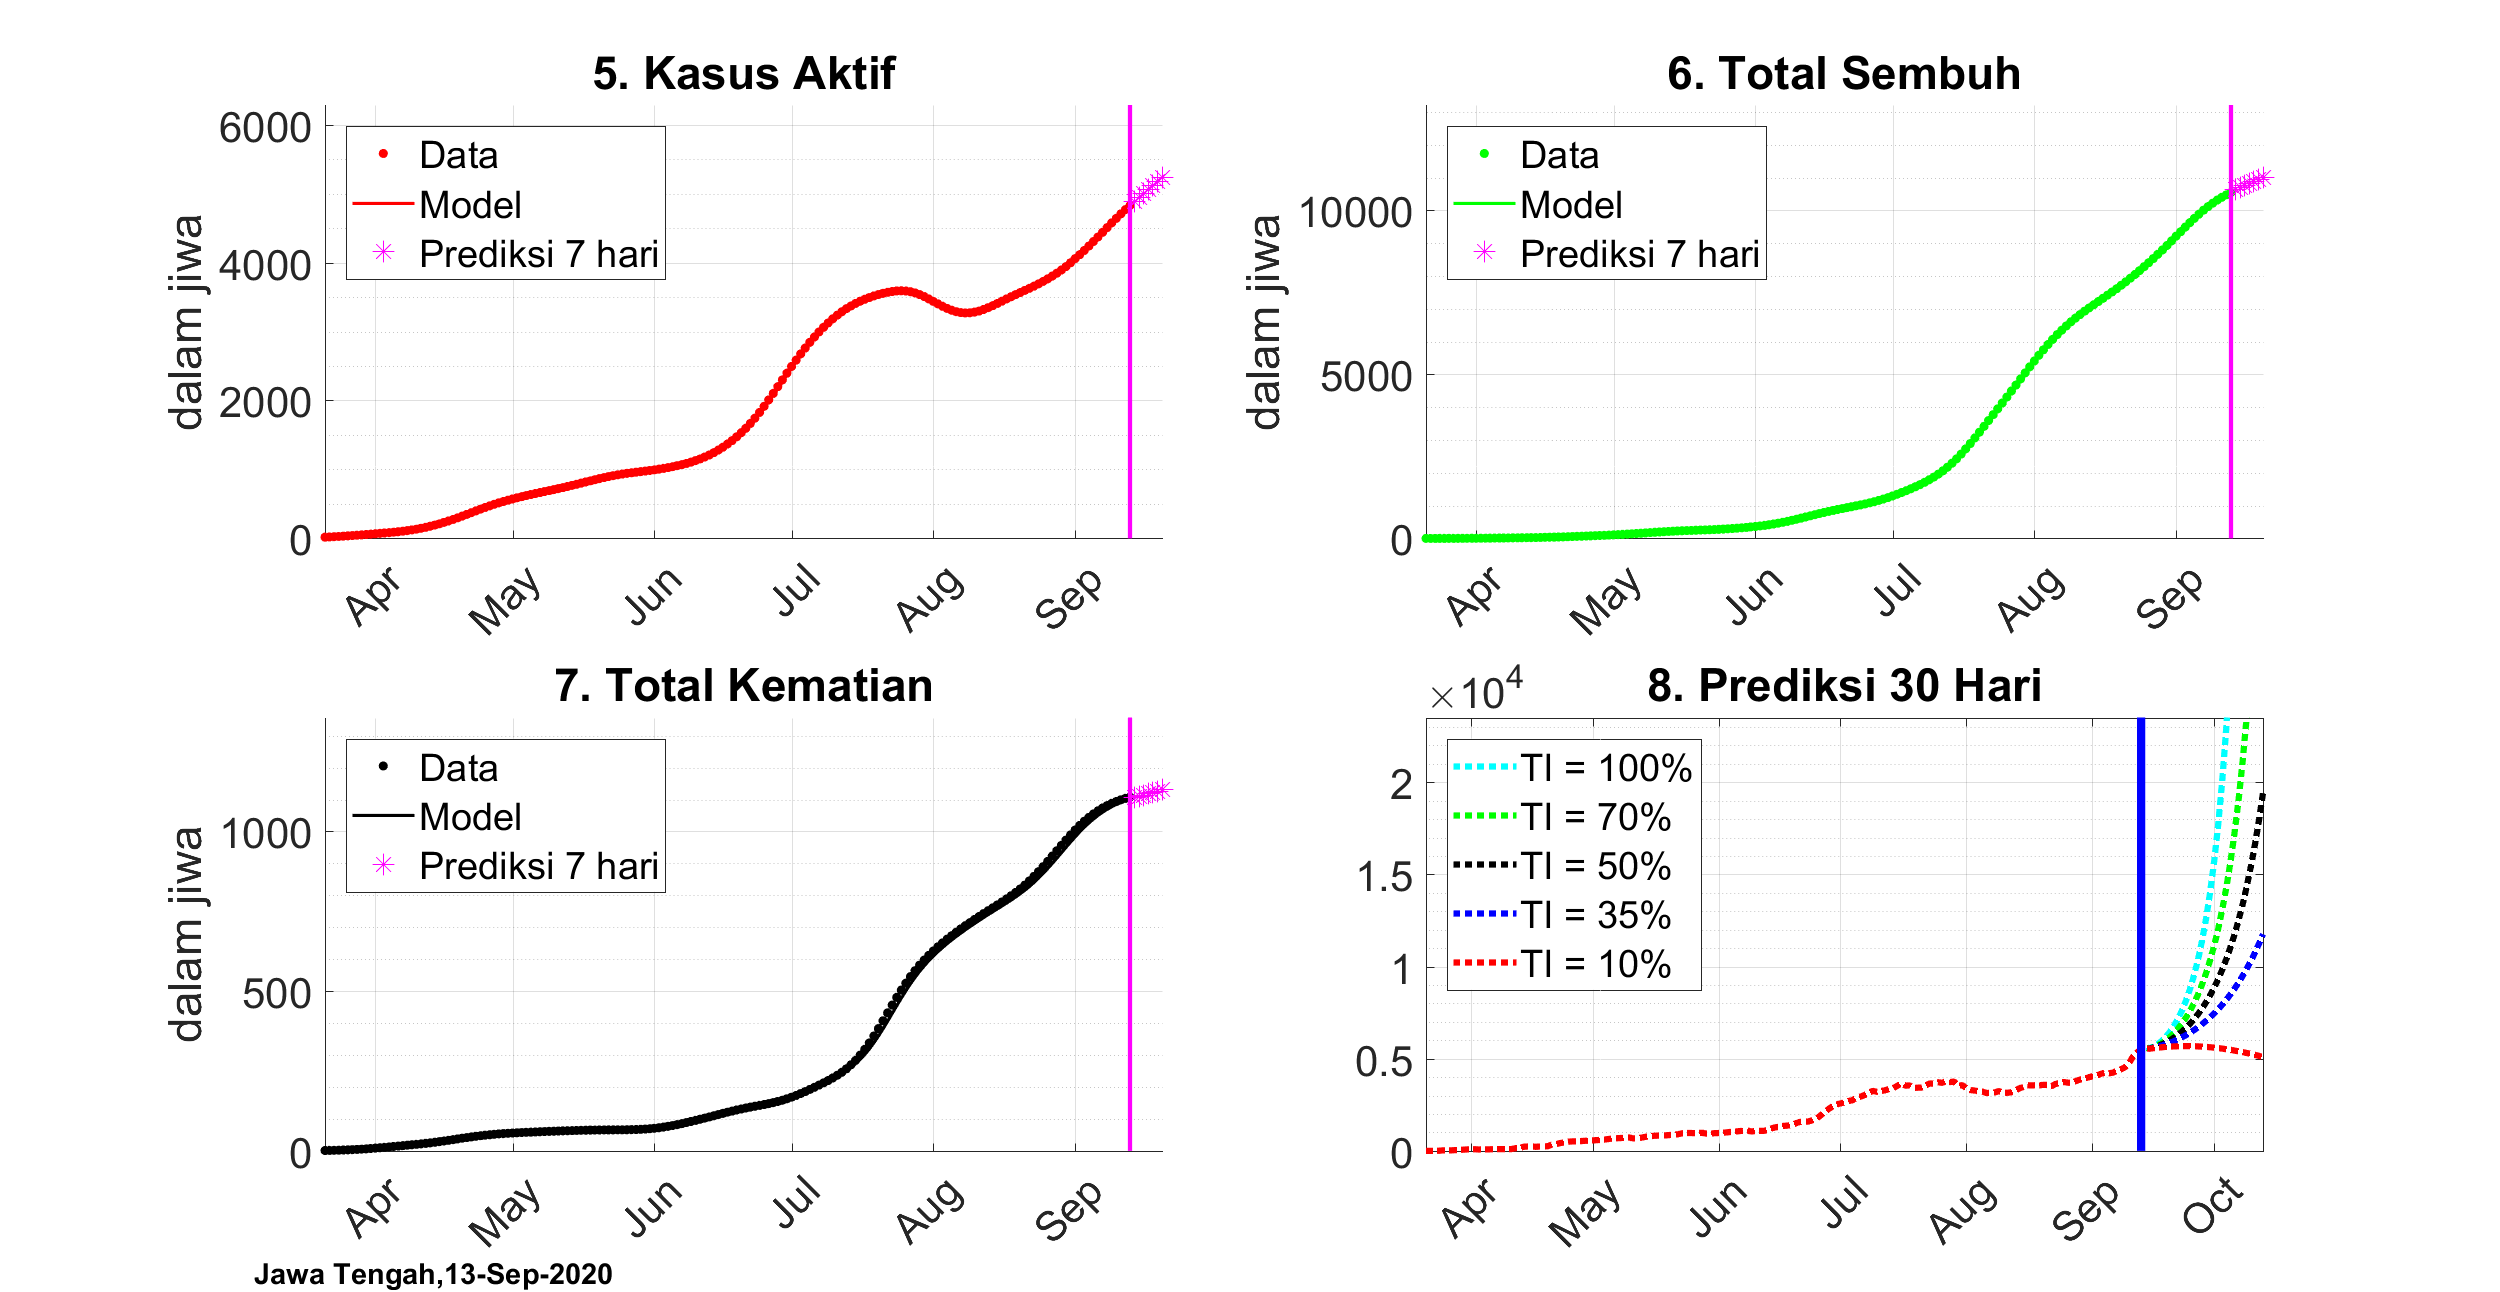 5. Kasus Aktif
dalam jiwa
6000
4000
2000
0
Data
Model
Prediksi 7 hari
Apr
May
Jun
Jul
Aug
Sep
6. Total Sembuh
dalam jiwa
10000
5000
0
Data
Model
Prediksi 7 hari
Apr
May
Jun
Jul
Aug
Sep
7. Total Kematian
dalam jiwa
1000
500
0
Data
Model
Prediksi 7 hari
Apr
May
Jun
Jul
Aug
Sep
8. Prediksi 30 Hari
×10⁴
2
1.5
1
0.5
0
TI = 100%
TI = 70%
TI = 50%
TI = 35%
TI = 10%
Apr
May
Jun
Jul
Aug
Sep
Oct
Jawa Tengah,13-Sep-2020